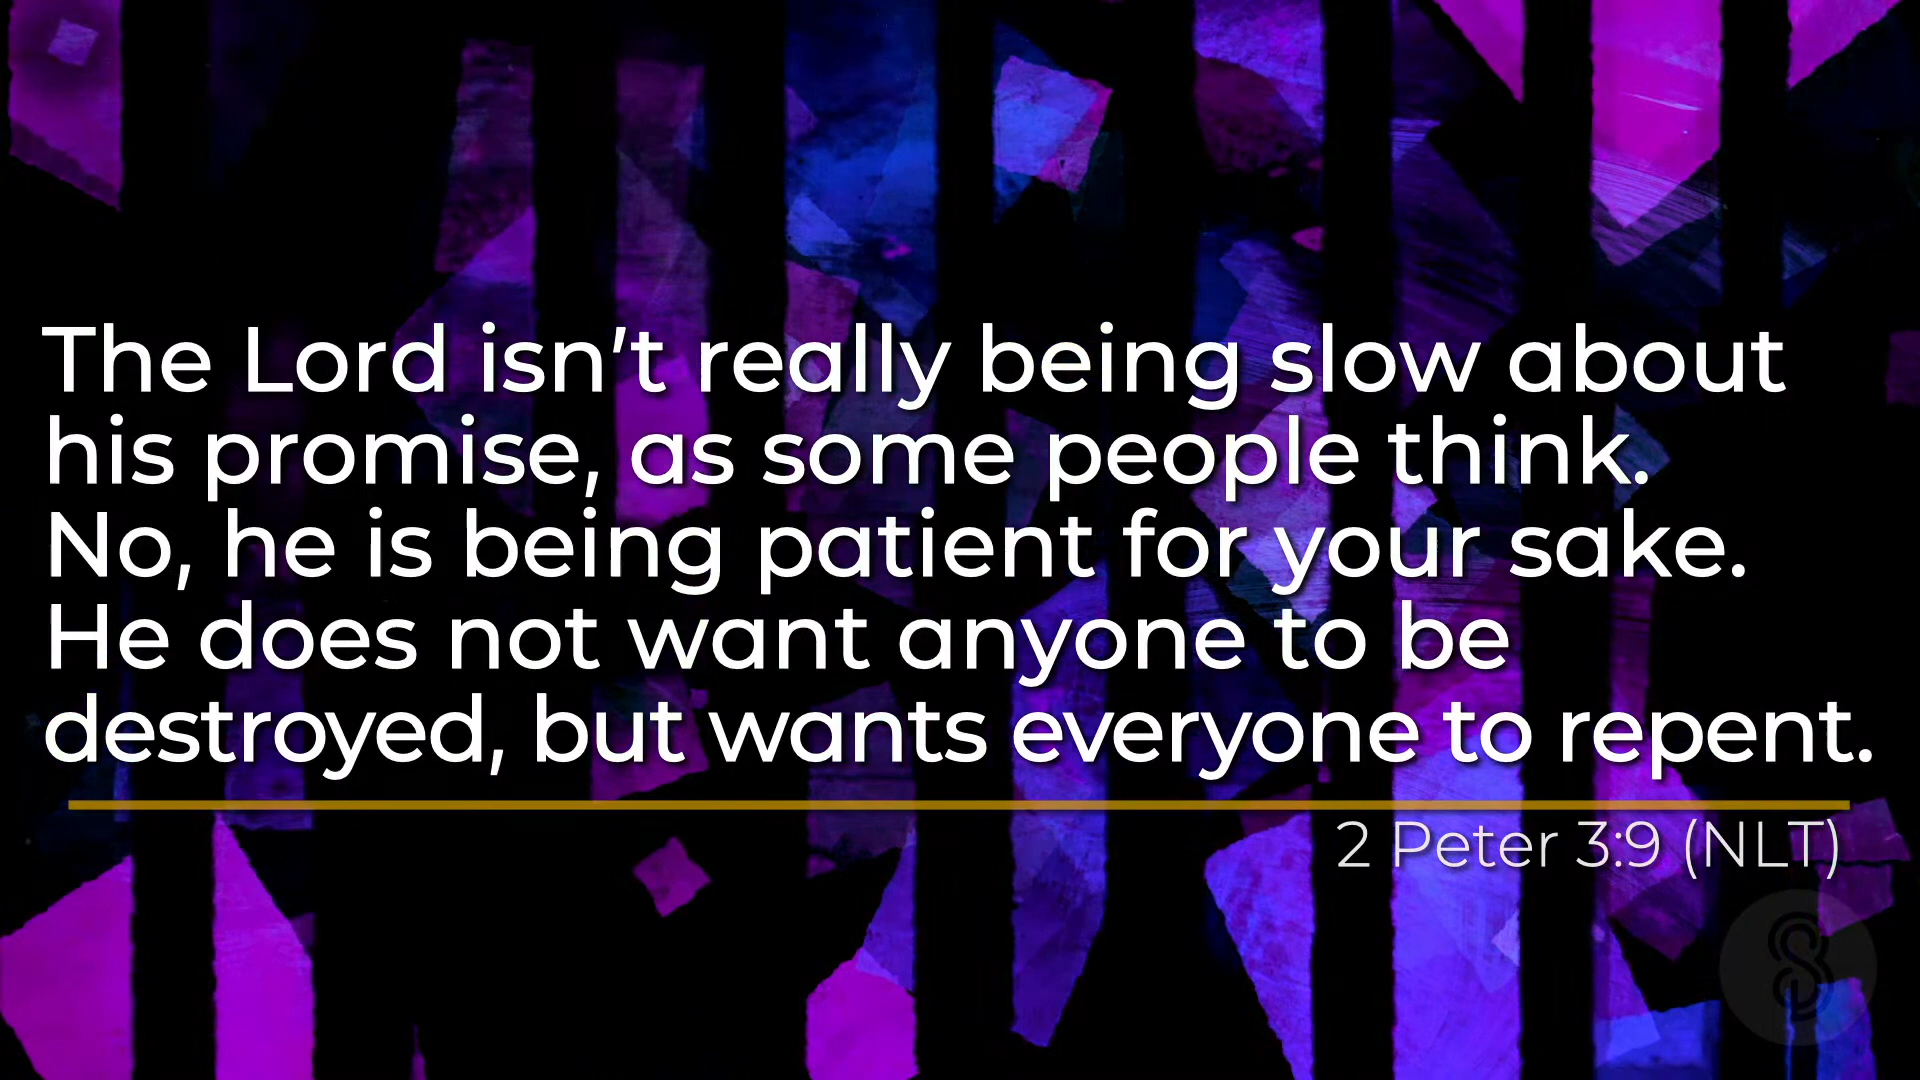 The Lord isn’t really being slow about
his promise, as some people think.
No, he is being patient for your sake.
He does not want anyone to be
destroyed, but wants everyone to repent.
2 Peter 3:9 (NLT)